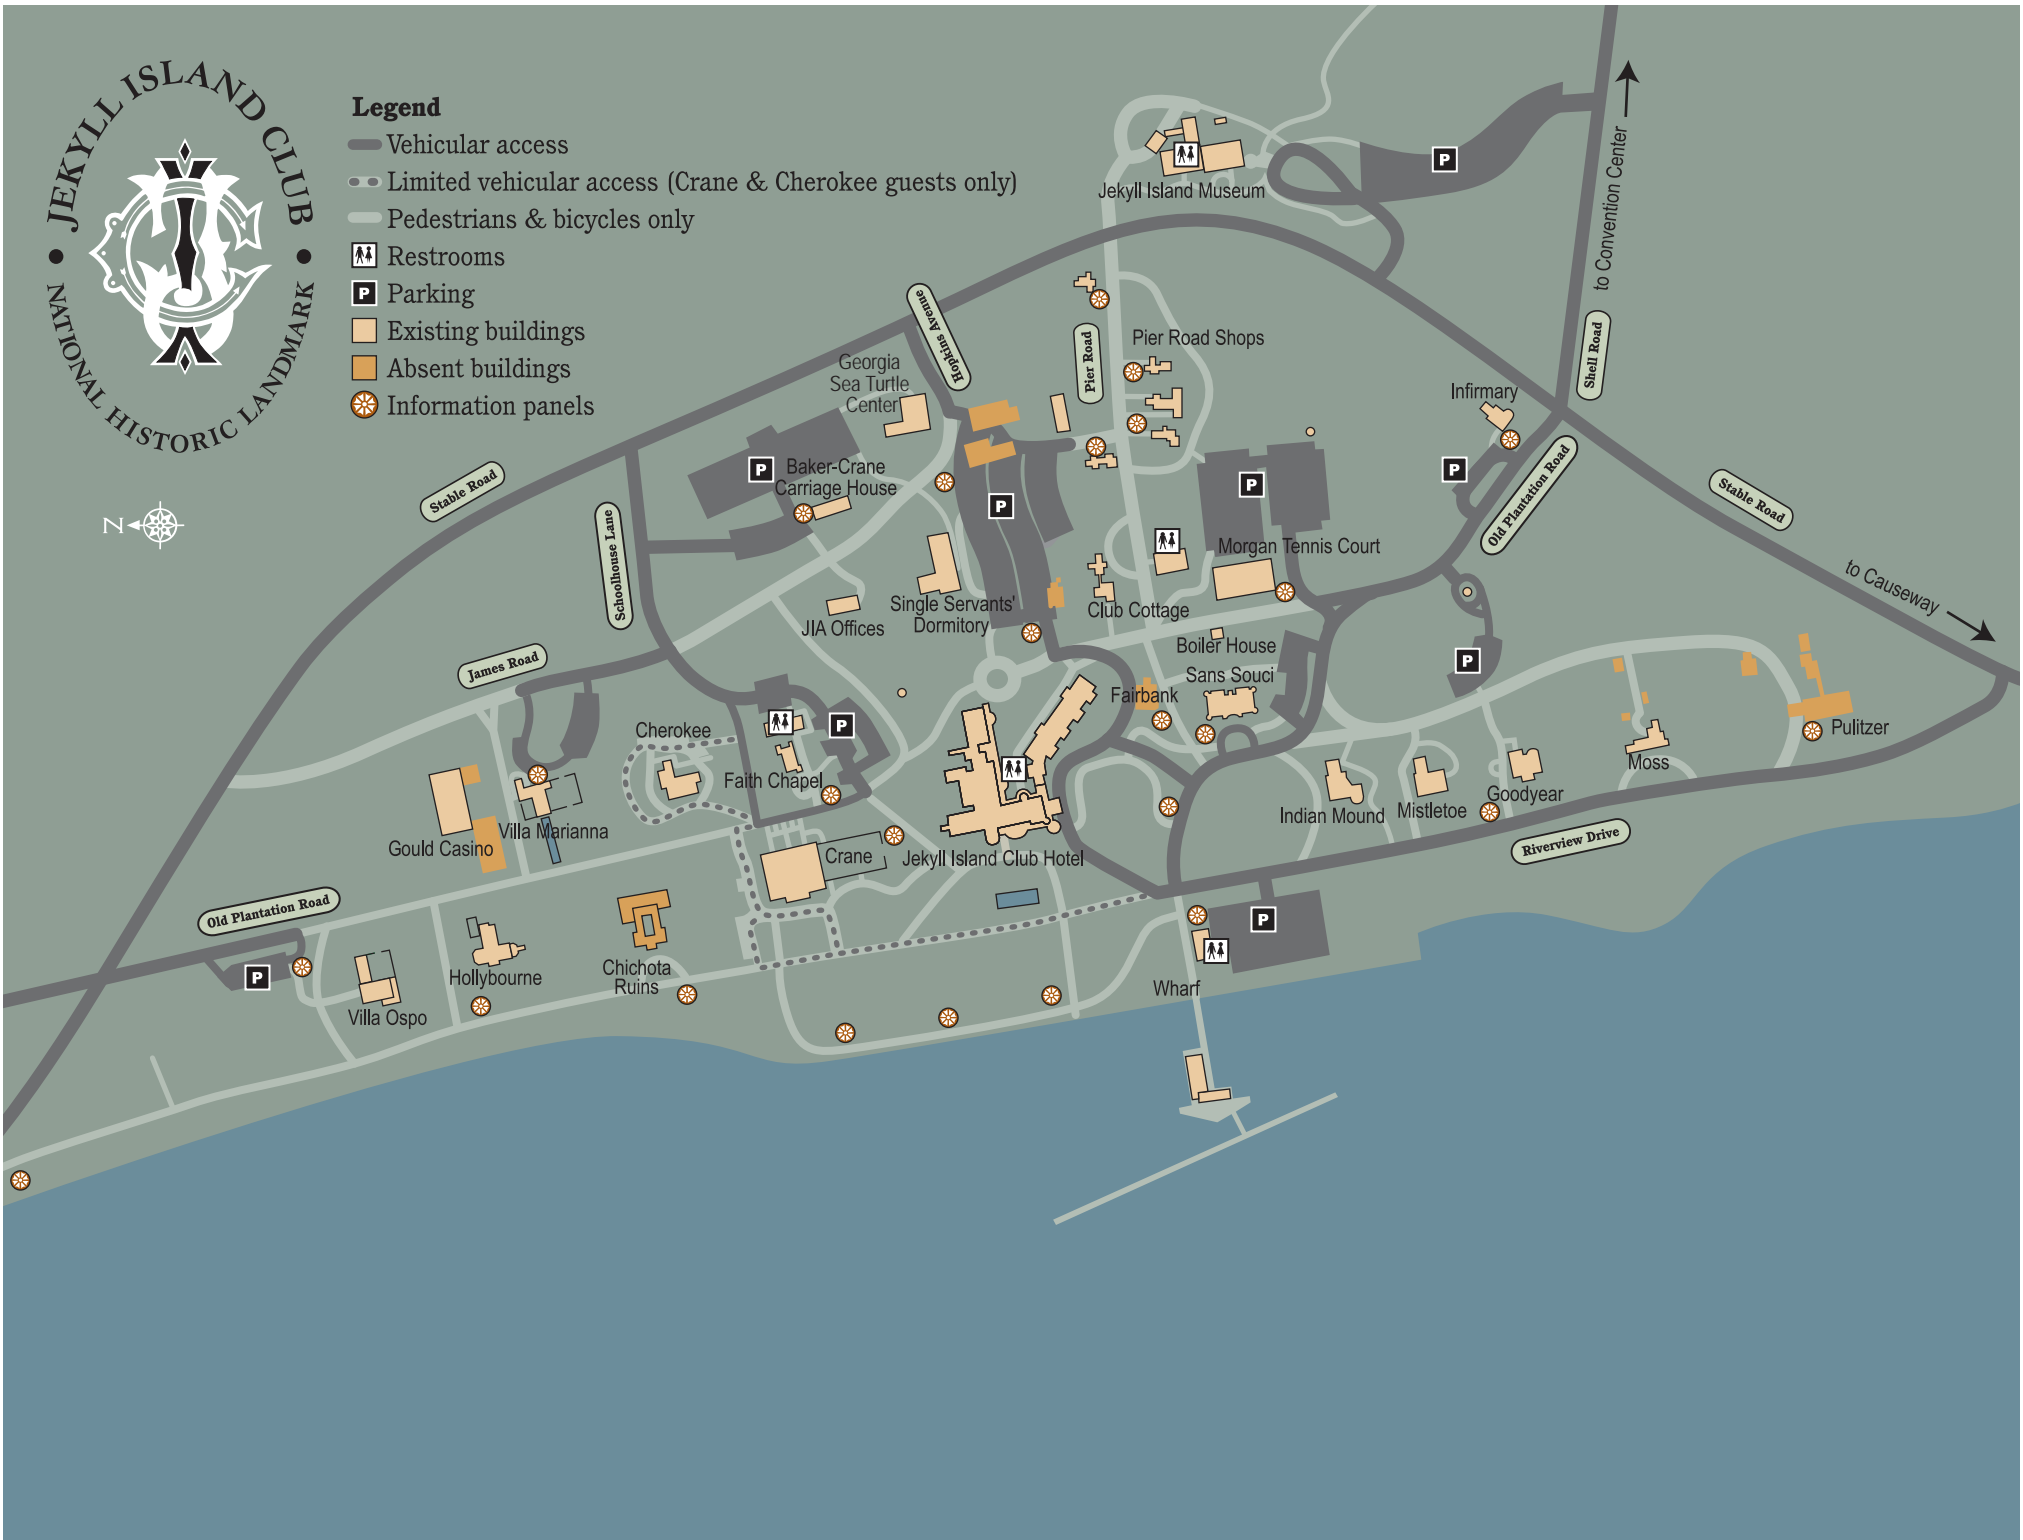 JEKYLL ISLAND CLUB
NATIONAL HISTORIC LANDMARK
Legend
Vehicular access
Limited vehicular access (Crane & Cherokee guests only)
Pedestrians & bicycles only
Restrooms
P Parking
Existing buildings
Absent buildings
Information panels
N
P
Jekyll Island Museum
to Convention Center
Hopkins Avenue
Pier Road
Pier Road Shops
Shell Road
Georgia
Sea Turtle
Center
Infirmary
Stable Road
P
Baker-Crane
Carriage House
P
P
P
Old Plantation Road
Stable Road
Schoolhouse Lane
Morgan Tennis Court
to Causeway
JIA Offices
Single Servants'
Dormitory
Club Cottage
Boiler House
James Road
Sans Souci
P
Fairbank
Cherokee
P
Pulitzer
Faith Chapel
Moss
Gould Casino
Villa Marianna
Indian Mound
Mistletoe
Goodyear
Crane
Jekyll Island Club Hotel
Riverview Drive
Old Plantation Road
P
P
Hollybourne
Chichota
Ruins
Wharf
Villa Ospo